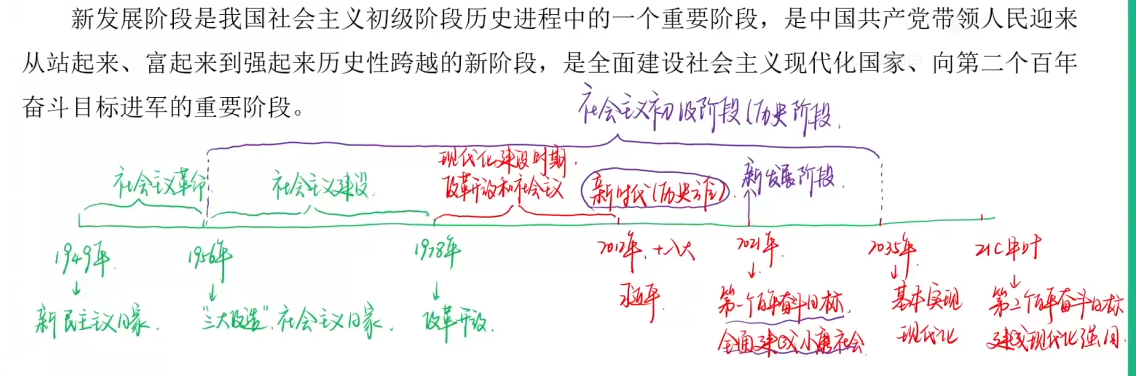 新发展阶段是我国社会主义初级阶段历史进程中的一个重要阶段，是中国共产党带领人民迎来
从站起来、富起来到强起来历史性跨越的新阶段，是全面建设社会主义现代化国家、向第二个百年
奋斗目标进军的重要阶段。
社会主义初级阶段(历史阶段.
社会主义革命
社会主义建设.
现代化建设时期.
改革开放和社会主义
新时代(历史方位)
新发展阶段.
1949年.
1956年
1978年
2012年.十八大
2021年.
2035年.
21C中叶
新民主主义国家.
"三大改造".社会主义国家.
改革开放.
习近平
第一个百年奋斗目标.
全面建成小康社会.
基本实现
现代化
第二个百年奋斗目标
建成现代化强国.